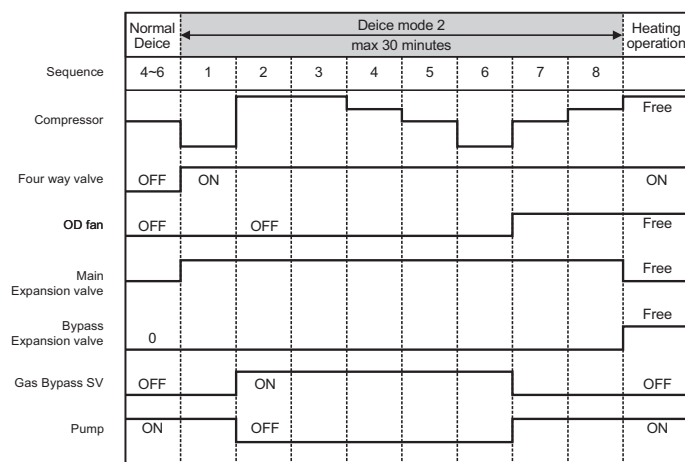 Normal
Deice
Deice mode 2
max 30 minutes
Heating
operation
Sequence 4~6 1 2 3 4 5 6 7 8
Compressor Free
Four way valve OFF ON ON
OD fan OFF OFF Free
Main
Expansion valve Free
Bypass
Expansion valve 0 Free
Gas Bypass SV OFF ON OFF
Pump ON OFF ON